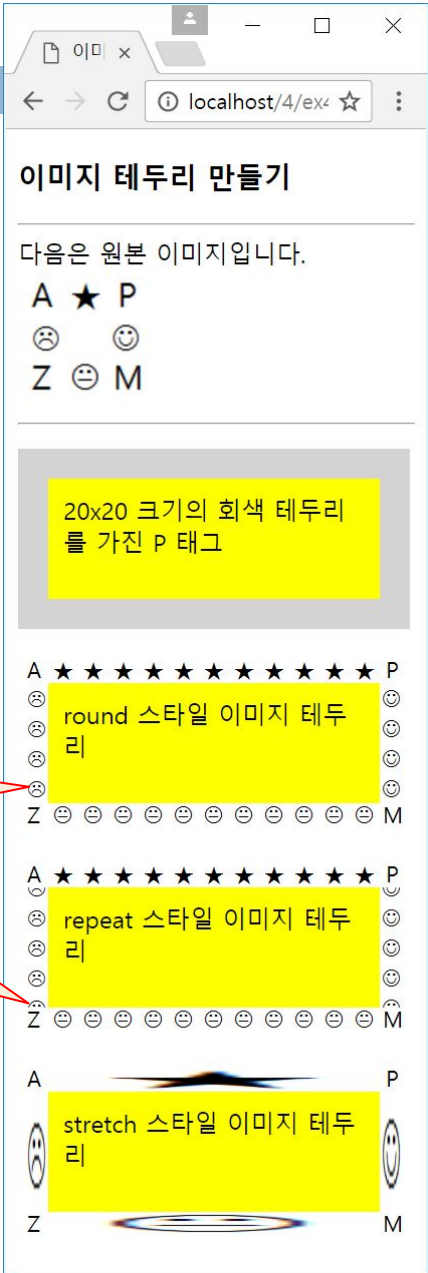 이미
localhost/4/ex4
이미지 테두리 만들기
다음은 원본 이미지입니다.
A ★ P
☹ ☺
Z 😐 M
20x20 크기의 회색 테두리
를 가진 P 태그
A ★ ★ ★ ★ ★ ★ ★ ★ ★ ★ ★ P
round 스타일 이미지 테두
리
Z 😐 😐 😐 😐 😐 😐 😐 😐 😐 😐 😐 M
A ★ ★ ★ ★ ★ ★ ★ ★ ★ ★ ★ P
repeat 스타일 이미지 테두
리
Z 😐 😐 😐 😐 😐 😐 😐 😐 😐 😐 😐 M
A P
stretch 스타일 이미지 테두
리
Z M